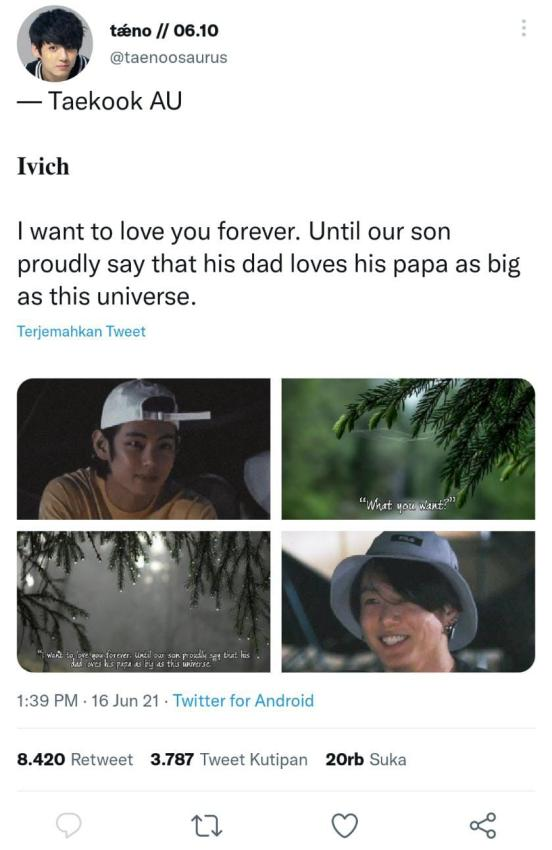 tǽno // 06.10
@taenoosaurus
— Taekook AU
Ivich
I want to love you forever. Until our son
proudly say that his dad loves his papa as big
as this universe.
Terjemahkan Tweet
“What you want?”
“I want to love you forever. Until our son proudly say that his
dad loves his papa as big as this universe.
1:39 PM · 16 Jun 21 · Twitter for Android
8.420 Retweet 3.787 Tweet Kutipan 20rb Suka